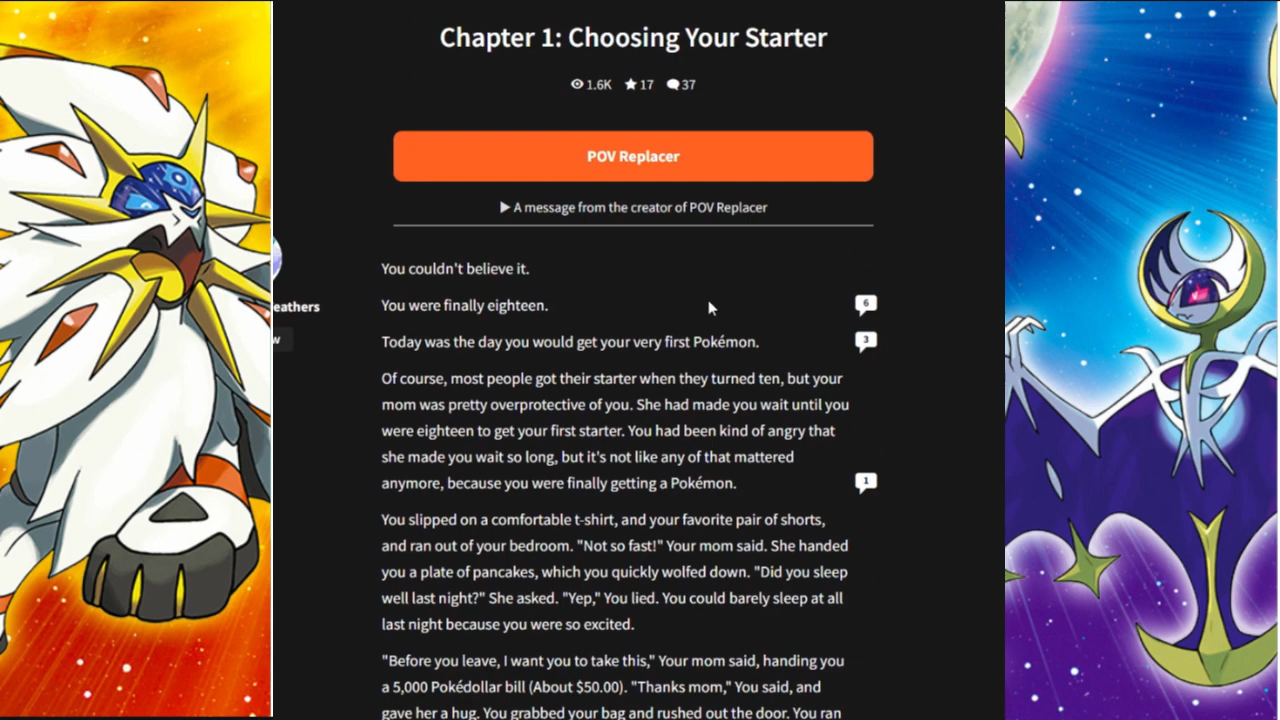 Chapter 1: Choosing Your Starter
1.6K 17 37
POV Replacer
▶ A message from the creator of POV Replacer
You couldn't believe it.
eathers
You were finally eighteen.
6
w
Today was the day you would get your very first Pokémon.
3
Of course, most people got their starter when they turned ten, but your
mom was pretty overprotective of you. She had made you wait until you
were eighteen to get your first starter. You had been kind of angry that
she made you wait so long, but it's not like any of that mattered
anymore, because you were finally getting a Pokémon.
1
You slipped on a comfortable t-shirt, and your favorite pair of shorts,
and ran out of your bedroom. "Not so fast!" Your mom said. She handed
you a plate of pancakes, which you quickly wolfed down. "Did you sleep
well last night?" She asked. "Yep," You lied. You could barely sleep at all
last night because you were so excited.
"Before you leave, I want you to take this," Your mom said, handing you
a 5,000 Pokédollar bill (About $50.00). "Thanks mom," You said, and
gave her a hug. You grabbed your bag and rushed out the door. You ran